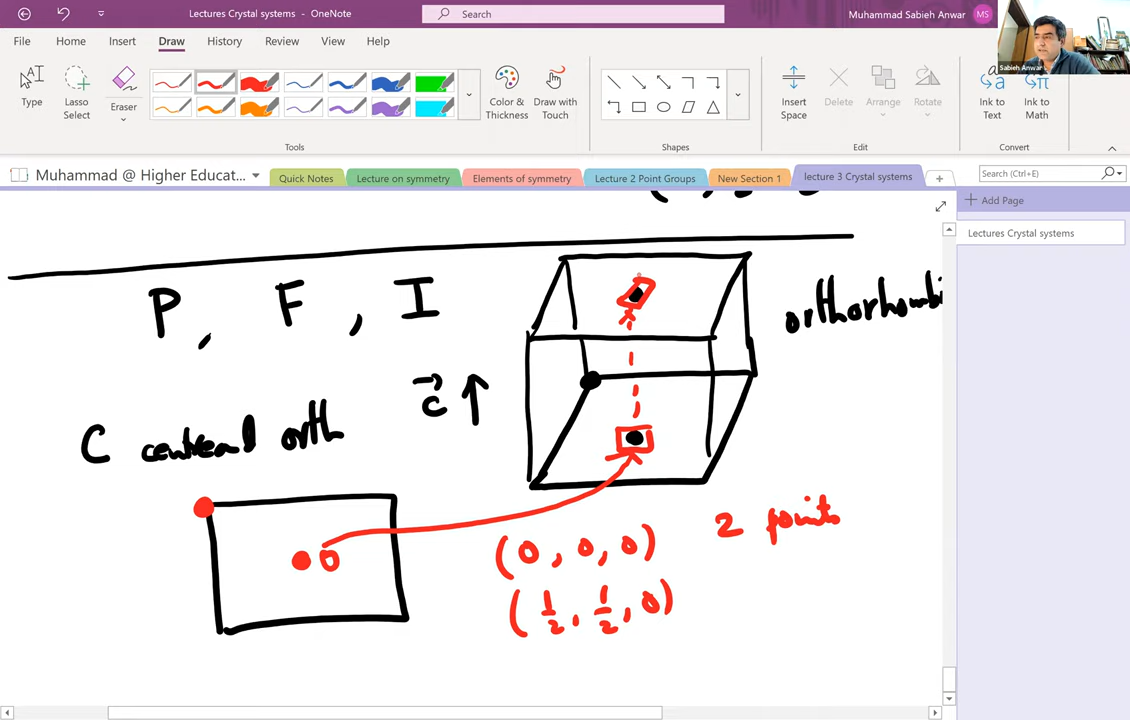 Lectures Crystal systems - OneNote
Search
Muhammad Sabieh Anwar
MS
File
Home
Insert
Draw
History
Review
View
Help
Sabieh Anwar
Type
Lasso Select
Eraser
Color & Thickness
Draw with Touch
Insert Space
Delete
Arrange
Rotate
Ink to Text
Ink to Math
Tools
Shapes
Edit
Convert
Muhammad @ Higher Educat...
Quick Notes
Lecture on symmetry
Elements of symmetry
Lecture 2 Point Groups
New Section 1
lecture 3 Crystal systems
Search (Ctrl+E)
Add Page
Lectures Crystal systems
P, F, I
orthorhombi
c
C centered orth
0
(0, 0, 0)
2 points
(1/2, 1/2, 0)